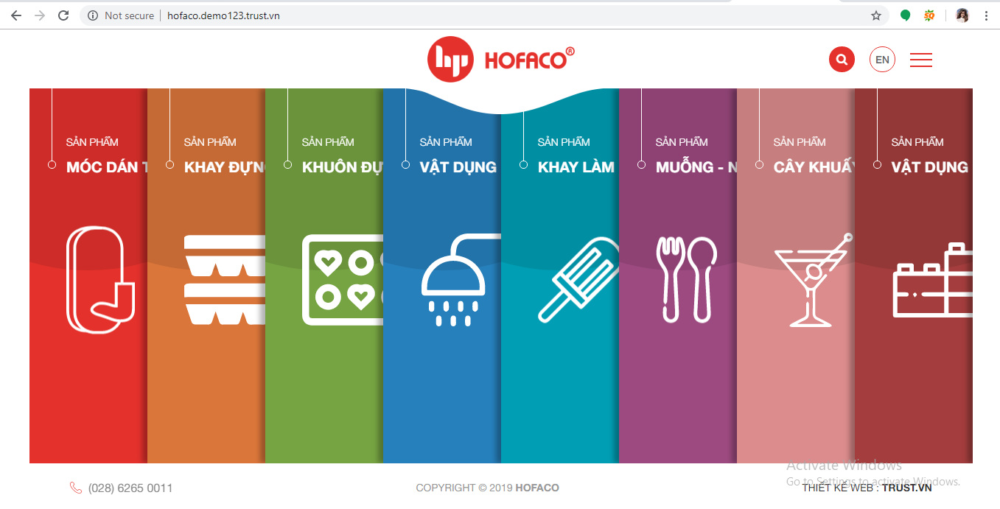 Not secure | hofaco.demo123.trust.vn
hp HOFACO®
EN
SẢN PHẨM
MÓC DÁN T
SẢN PHẨM
KHAY ĐỰN
SẢN PHẨM
KHUÔN ĐỰ
SẢN PHẨM
VẬT DỤNG
SẢN PHẨM
KHAY LÀM
SẢN PHẨM
MUỖNG - N
SẢN PHẨM
CÂY KHUẤY
SẢN PHẨM
VẬT DỤNG
Activate Windows
Go to Settings to activate Windows.
(028) 6265 0011
COPYRIGHT © 2019 HOFACO
THIẾT KẾ WEB : TRUST.VN